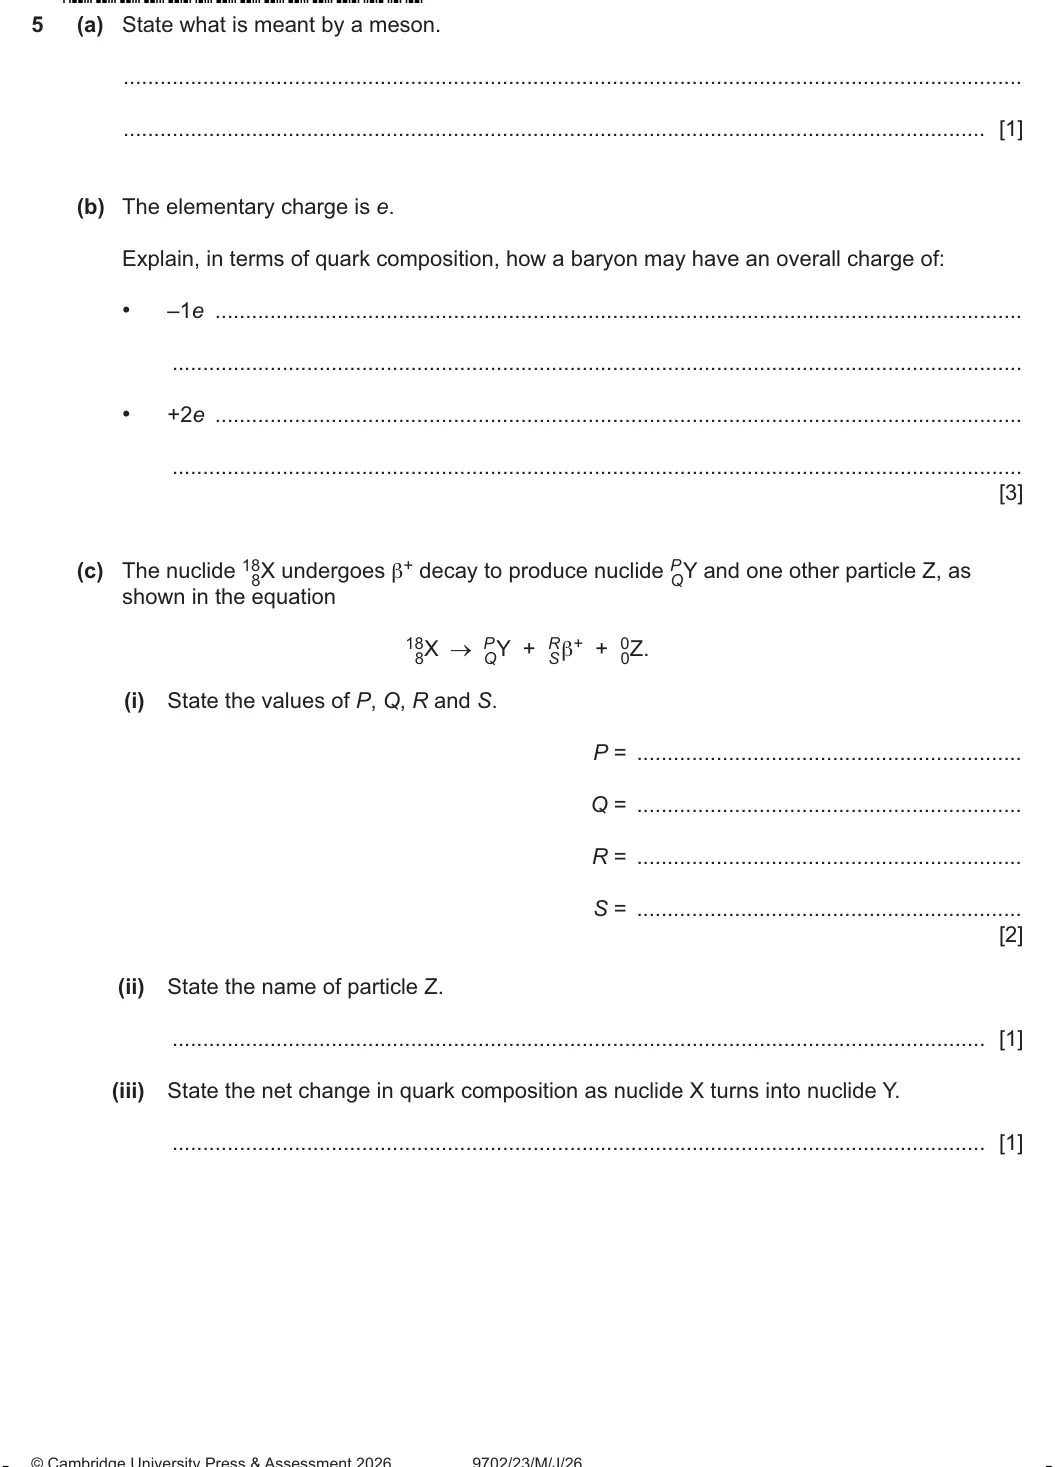 5 (a) State what is meant by a meson.
..........................................................................................................................................................
.................................................................................................................................................... [1]
(b) The elementary charge is e.
Explain, in terms of quark composition, how a baryon may have an overall charge of:
• –1e ..........................................................................................................................................
..................................................................................................................................................
• +2e ..........................................................................................................................................
..................................................................................................................................................
[3]
(c) The nuclide ¹⁸₈X undergoes β⁺ decay to produce nuclide ᴾQY and one other particle Z, as
shown in the equation
¹⁸₈X → ᴾQY + ᴿSβ⁺ + ⁰₀Z.
(i) State the values of P, Q, R and S.
P = ..............................................................
Q = ..............................................................
R = ..............................................................
S = ..............................................................
[2]
(ii) State the name of particle Z.
............................................................................................................................................ [1]
(iii) State the net change in quark composition as nuclide X turns into nuclide Y.
............................................................................................................................................ [1]
© Cambridge University Press & Assessment 2026 9702/23/M/J/26